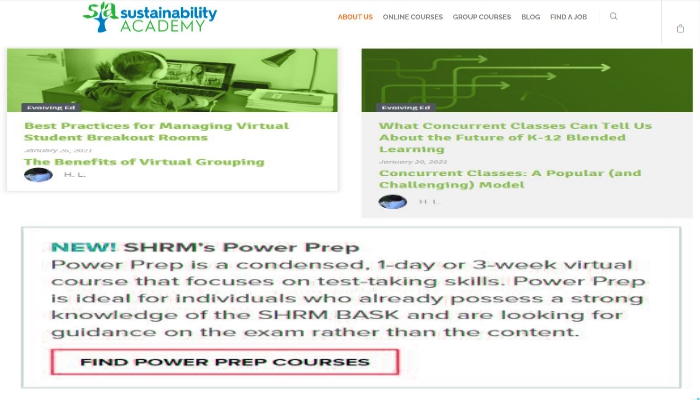 sa sustainability
ACADEMY
ABOUT US ONLINE COURSES GROUP COURSES BLOG FIND A JOB
Evolving Ed
Best Practices for Managing Virtual
Student Breakout Rooms
January 26, 2021
The Benefits of Virtual Grouping
H. L.
Evolving Ed
What Concurrent Classes Can Tell Us
About the Future of K-12 Blended
Learning
January 20, 2021
Concurrent Classes: A Popular (and
Challenging) Model
H. L.
NEW! SHRM's Power Prep
Power Prep is a condensed, 1-day or 3-week virtual
course that focuses on test-taking skills. Power Prep
is ideal for individuals who already possess a strong
knowledge of the SHRM BASK and are looking for
guidance on the exam rather than the content.
FIND POWER PREP COURSES